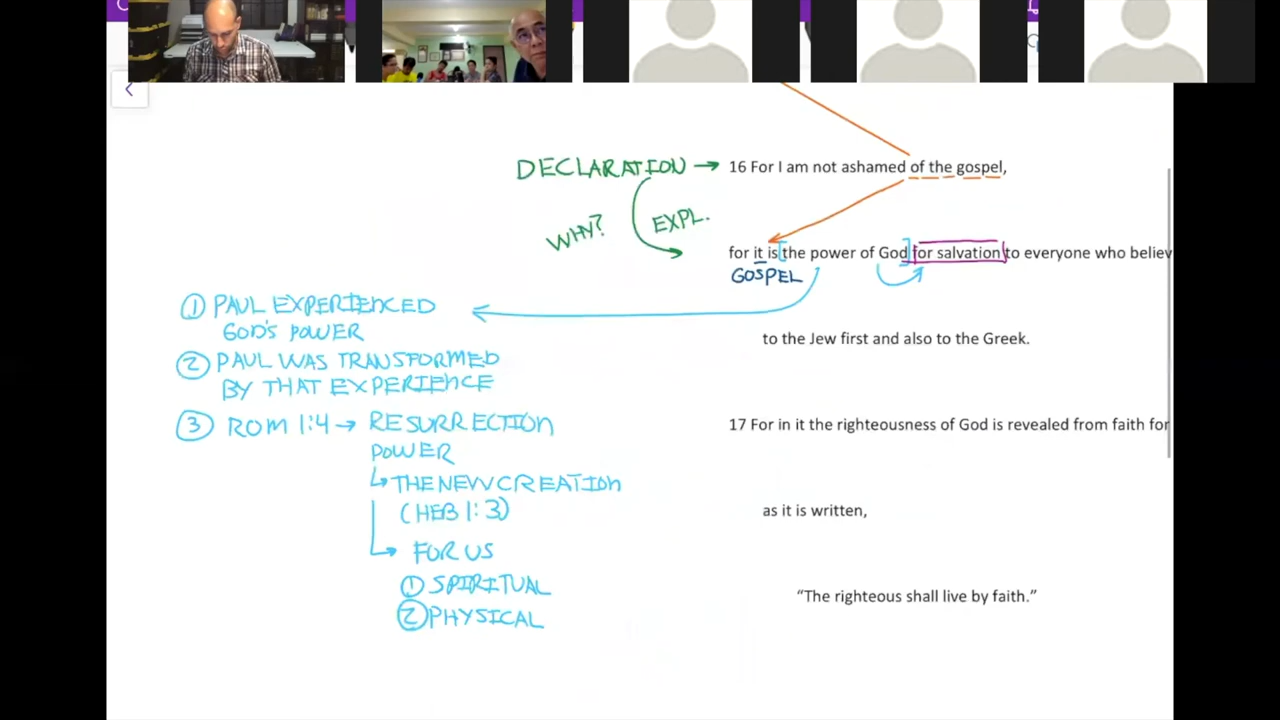 DECLARATION → 16 For I am not ashamed of the gospel,
WHY? EXPL.
for it is [the power of God] for salvation to everyone who believ
GOSPEL
① PAUL EXPERIENCED
GOD'S POWER
to the Jew first and also to the Greek.
② PAUL WAS TRANSFORMED
BY THAT EXPERIENCE
③ ROM 1:4 → RESURRECTION
POWER
17 For in it the righteousness of God is revealed from faith for
THE NEW CREATION
(HEB 1:3)
as it is written,
FOR US
① SPIRITUAL
② PHYSICAL
“The righteous shall live by faith.”